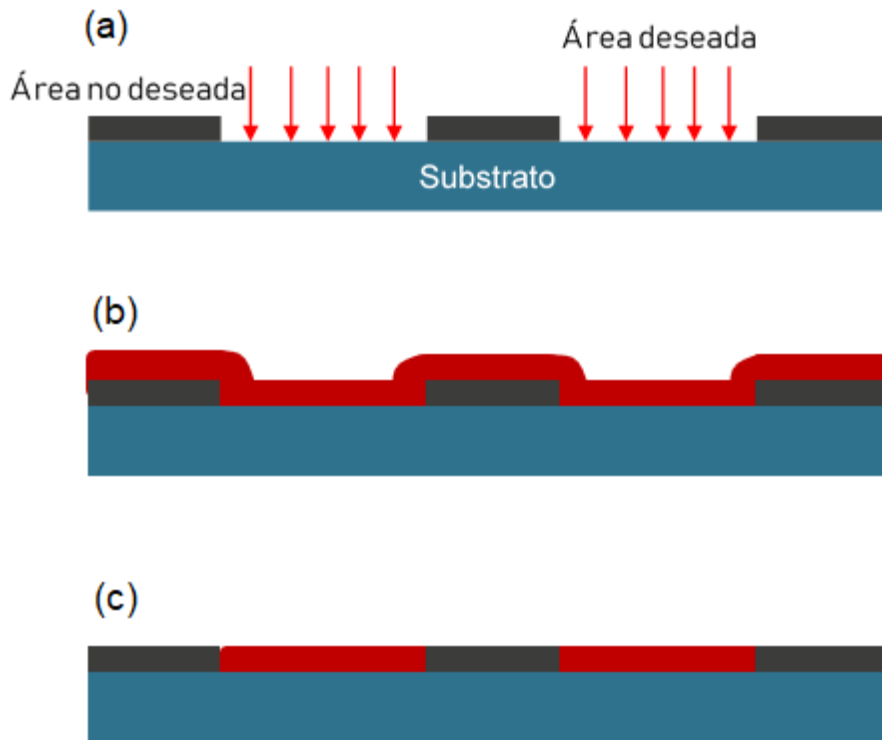 (a)
Área deseada
Área no deseada
Substrato
(b)
(c)